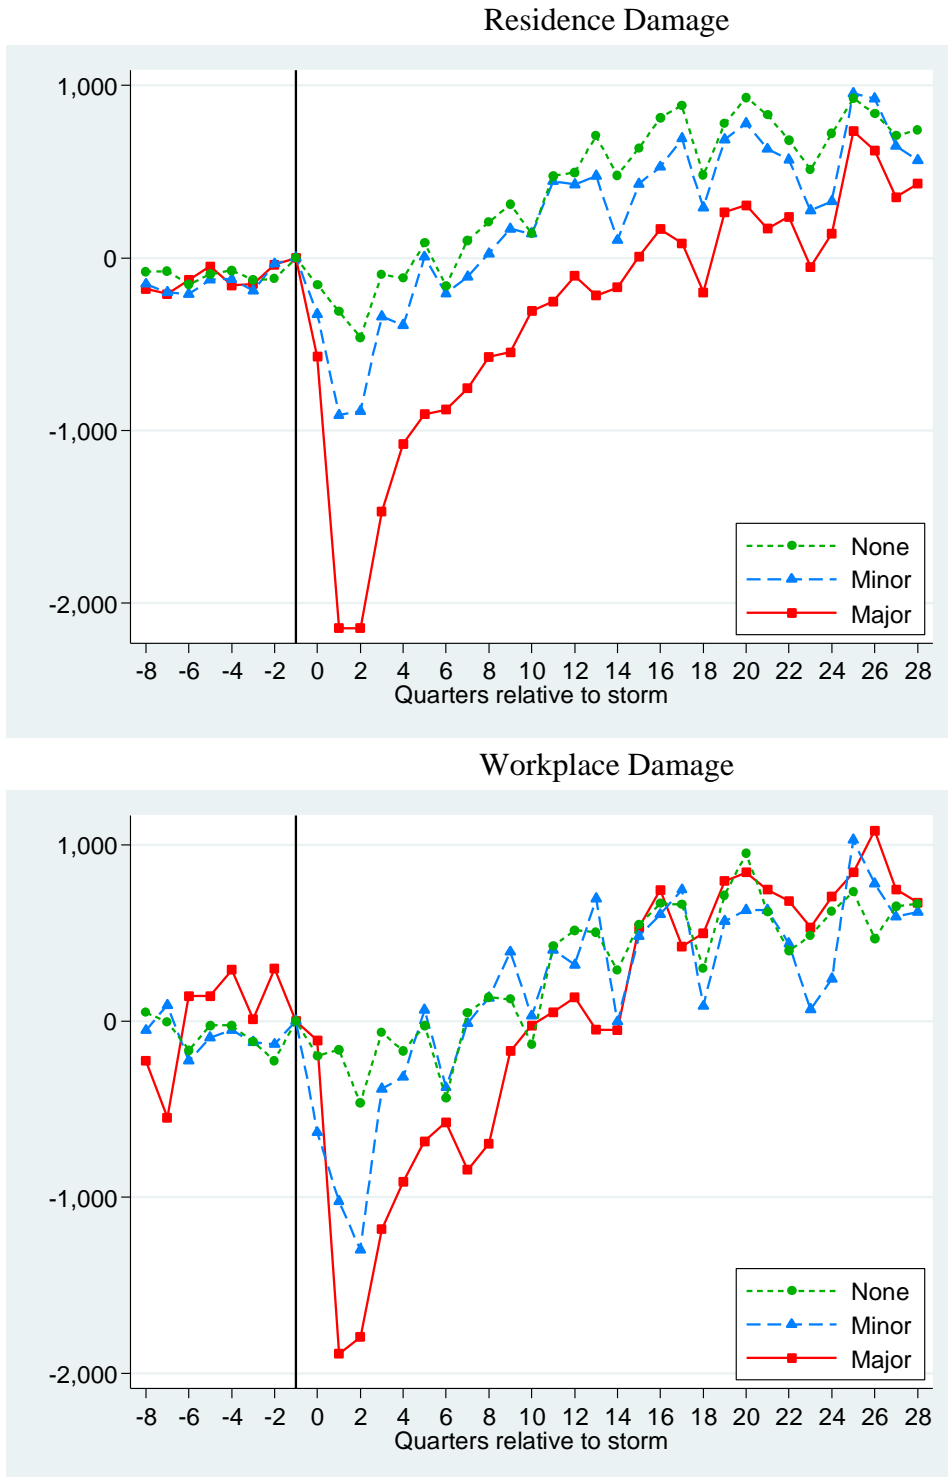 Residence Damage
1,000
0
-1,000
-2,000
None
Minor
Major
-8 -6 -4 -2 0 2 4 6 8 10 12 14 16 18 20 22 24 26 28
Quarters relative to storm
Workplace Damage
1,000
0
-1,000
-2,000
None
Minor
Major
-8 -6 -4 -2 0 2 4 6 8 10 12 14 16 18 20 22 24 26 28
Quarters relative to storm